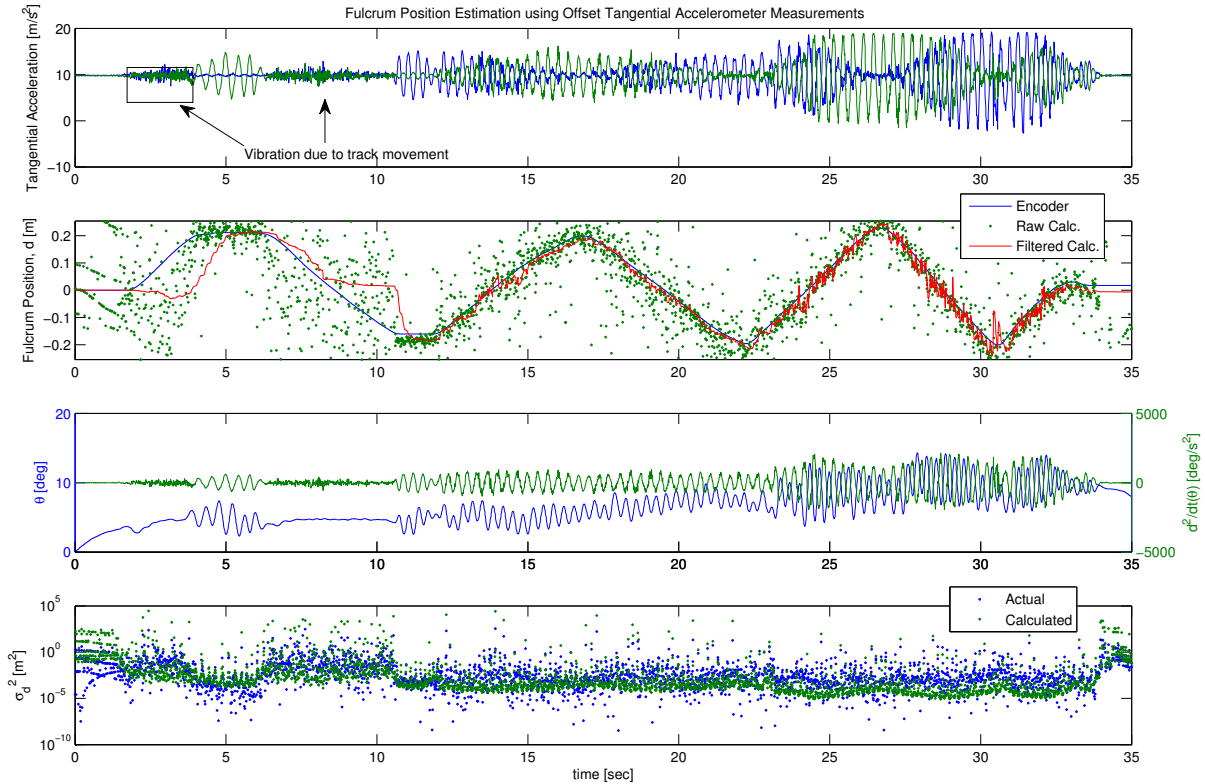 Fulcrum Position Estimation using Offset Tangential Accelerometer Measurements
Tangential Acceleration [m/s²]
20
10
0
−10
Vibration due to track movement
0 5 10 15 20 25 30 35
Fulcrum Position, d [m]
0.2
0.1
0
−0.1
−0.2
Encoder
Raw Calc.
Filtered Calc.
0 5 10 15 20 25 30 35
θ [deg]
20
10
0
5000
0
−5000
d²/dt(θ) [deg/s²]
0 5 10 15 20 25 30 35
σd² [m²]
10⁵
10⁰
10⁻⁵
10⁻¹⁰
Actual
Calculated
0 5 10 15 20 25 30 35
time [sec]